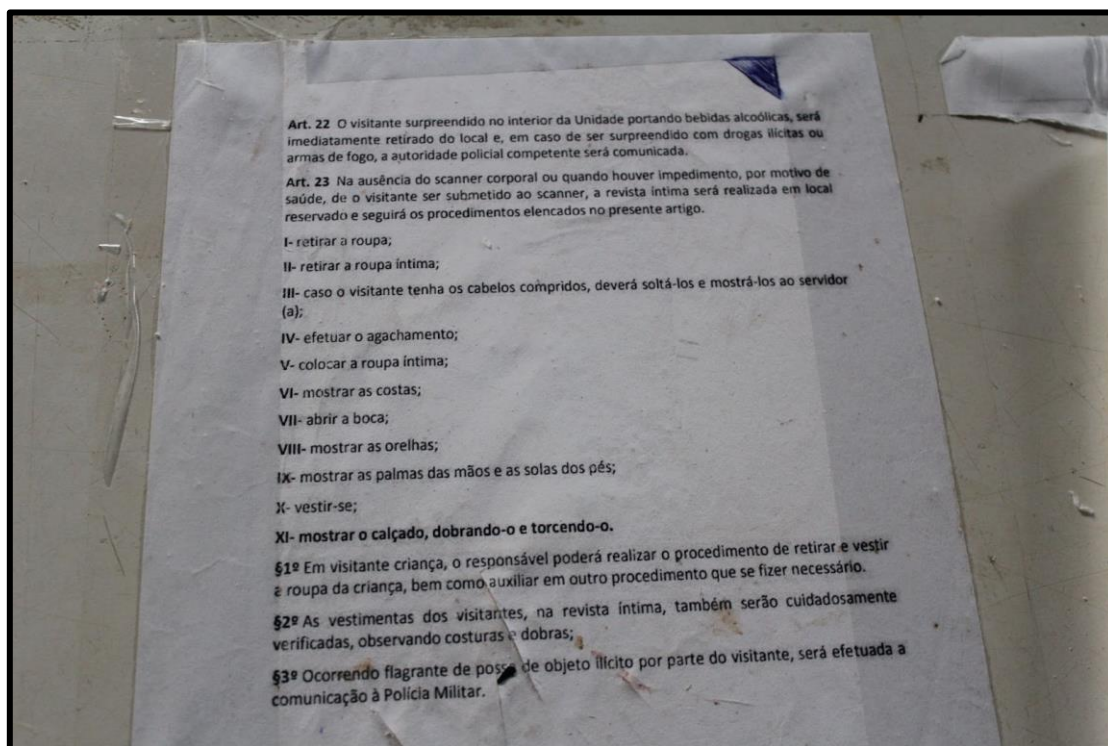 Art. 22 O visitante surpreendido no interior da Unidade portando bebidas alcoólicas, será
imediatamente retirado do local e, em caso de ser surpreendido com drogas ilícitas ou
armas de fogo, a autoridade policial competente será comunicada.
Art. 23 Na ausência do scanner corporal ou quando houver impedimento, por motivo de
saúde, de o visitante ser submetido ao scanner, a revista íntima será realizada em local
reservado e seguirá os procedimentos elencados no presente artigo.
I- retirar a roupa;
II- retirar a roupa íntima;
III- caso o visitante tenha os cabelos compridos, deverá soltá-los e mostrá-los ao servidor
(a);
IV- efetuar o agachamento;
V- colocar a roupa íntima;
VI- mostrar as costas;
VII- abrir a boca;
VIII- mostrar as orelhas;
IX- mostrar as palmas das mãos e as solas dos pés;
X- vestir-se;
XI- mostrar o calçado, dobrando-o e torcendo-o.
§1º Em visitante criança, o responsável poderá realizar o procedimento de retirar e vestir
a roupa da criança, bem como auxiliar em outro procedimento que se fizer necessário.
§2º As vestimentas dos visitantes, na revista íntima, também serão cuidadosamente
verificadas, observando costuras e dobras;
§3º Ocorrendo flagrante de posse de objeto ilícito por parte do visitante, será efetuada a
comunicação à Polícia Militar.